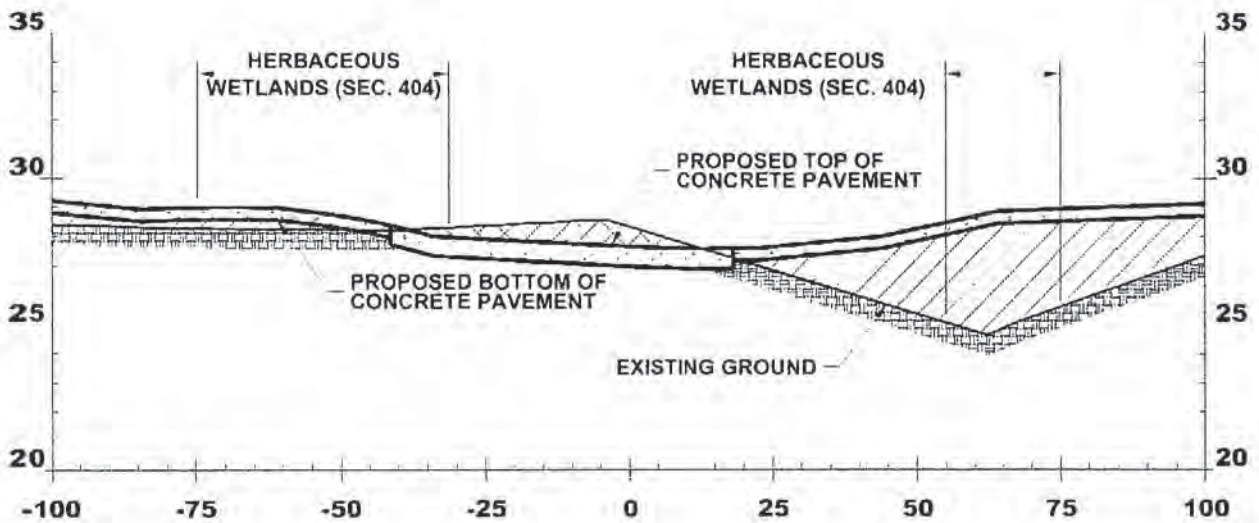 35
35
HERBACEOUS
WETLANDS (SEC. 404)
HERBACEOUS
WETLANDS (SEC. 404)
30
PROPOSED TOP OF
CONCRETE PAVEMENT
30
PROPOSED BOTTOM OF
CONCRETE PAVEMENT
25
25
EXISTING GROUND
20
20
-100
-75
-50
-25
0
25
50
75
100